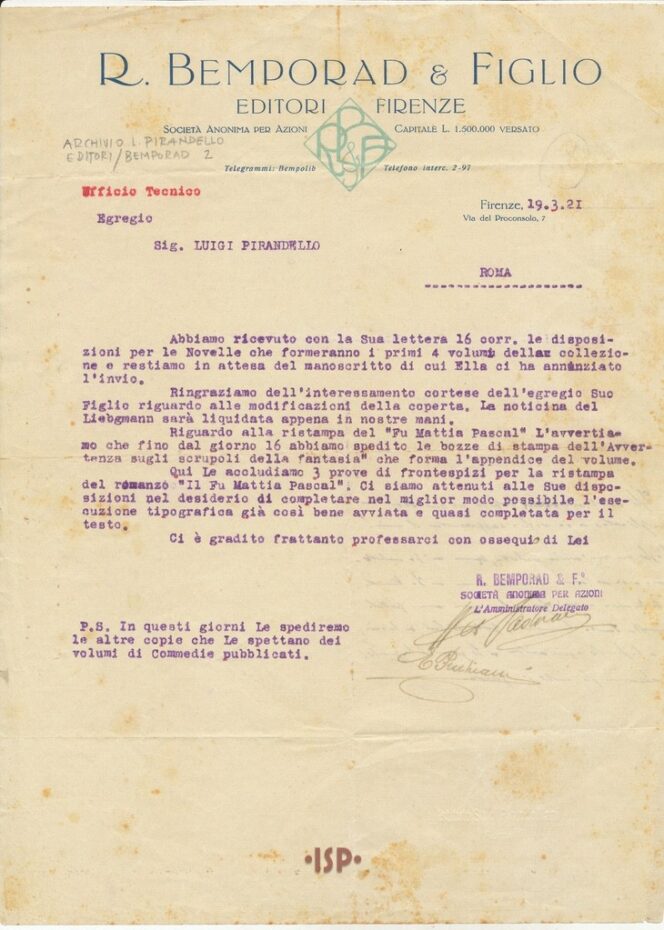 R. BEMPORAD & FIGLIO
EDITORI FIRENZE
SOCIETÀ ANONIMA PER AZIONI CAPITALE L. 1.500.000 VERSATO
ARCHIVIO L. PIRANDELLO
EDITORI/BEMPORAD 2
Telegrammi: Bempolib Telefono interc. 2-97
Ufficio Tecnico
Firenze, 19.3.21
Via del Proconsolo, 7
Egregio
Sig. LUIGI PIRANDELLO
ROMA
Abbiamo ricevuto con la Sua lettera 16 corr. le disposi-
zioni per le Novelle che formeranno i primi 4 volumi della collezio-
ne e restiamo in attesa del manoscritto di cui Ella ci ha annunziato
l'invio.
Ringraziamo dell'interessamento cortese dell'egregio Suo
Figlio riguardo alle modificazioni della coperta. La noticina del
Liebgmann sarà liquidata appena in nostre mani.
Riguardo alla ristampa del "Fu Mattia Pascal" L'avvertia-
mo che fino dal giorno 16 abbiamo spedito le bozze di stampa dell'Avver-
tenza sugli scrupoli della fantasia" che forma l'appendice del volume.
Qui Le accludiamo 3 prove di frontespizi per la ristampa
del romanzo "Il Fu Mattia Pascal". Ci siamo attenuti alle Sue dispo-
sizioni nel desiderio di completare nel miglior modo possibile l'ese-
cuzione tipografica già così bene avviata e quasi completata per il
testo.
Ci è gradito frattanto professarci con ossequio di Lei
R. BEMPORAD & F.º
SOCIETÀ ANONIMA PER AZIONI
L'Amministratore Delegato
P.S. In questi giorni Le spediremo
le altre copie che Le spettano dei
volumi di Commedie pubblicati.
•ISP•